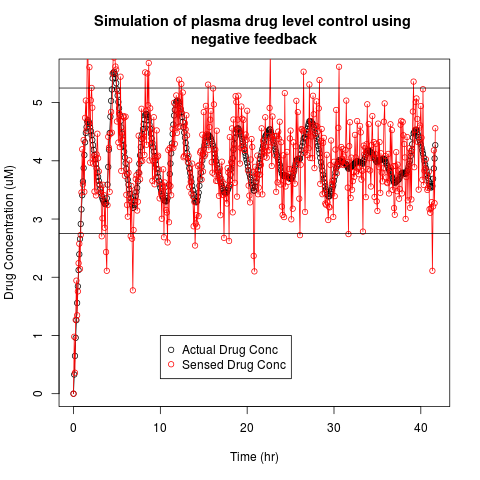 Simulation of plasma drug level control using
negative feedback
Drug Concentration (uM)
5
4
3
2
1
0
Actual Drug Conc
Sensed Drug Conc
0 10 20 30 40
Time (hr)